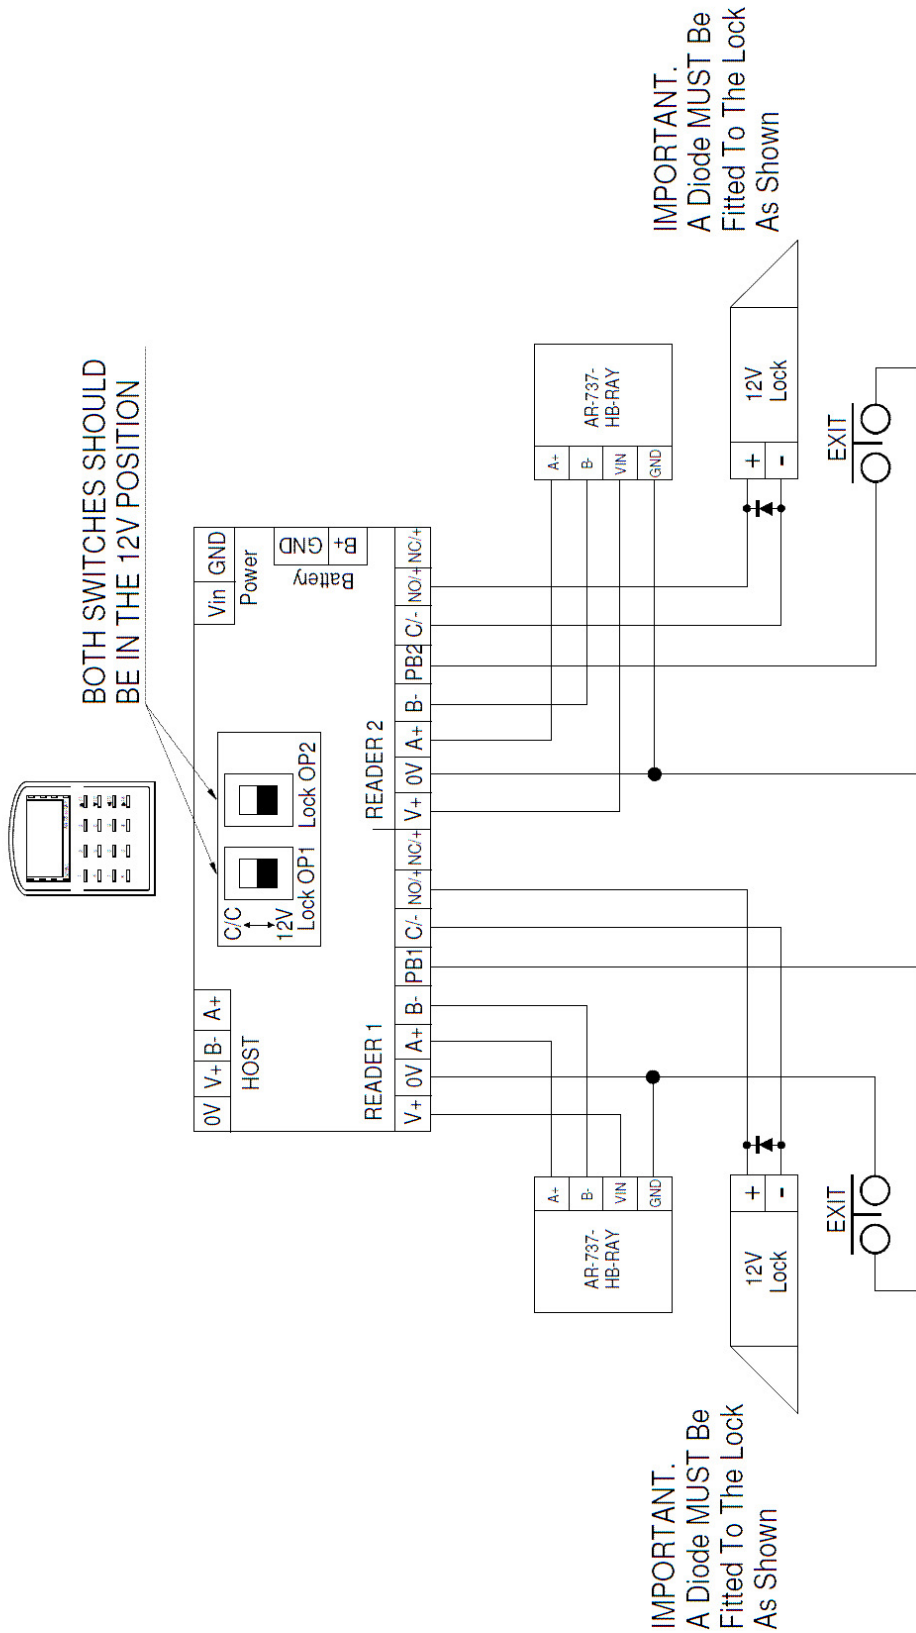 BOTH SWITCHES SHOULD
BE IN THE 12V POSITION
0V V+ B- A+
HOST
Vin GND
Power
Battery
B+
GND
C/C
12V
Lock OP1
Lock OP2
READER 1
READER 2
V+ 0V A+ B- PB1 C/- NO/+ NC/+
V+ 0V A+ B- PB2 C/- NO/+ NC/+
A+
B-
VIN
GND
AR-737-
HB-RAY
A+
B-
VIN
GND
AR-737-
HB-RAY
IMPORTANT.
A Diode MUST Be
Fitted To The Lock
As Shown
12V
Lock
+
-
EXIT
12V
Lock
+
-
EXIT
IMPORTANT.
A Diode MUST Be
Fitted To The Lock
As Shown